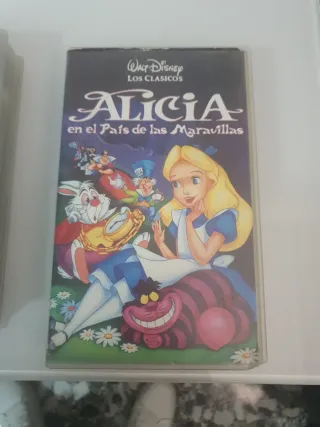 WALT DISNEY
LOS CLASICOS
ALiCiA
en el País de las Maravillas